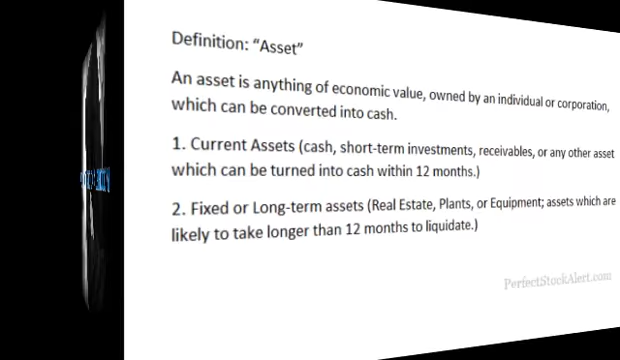 Definition: “Asset”
An asset is anything of economic value, owned by an individual or corporation,
which can be converted into cash.
1. Current Assets (cash, short-term investments, receivables, or any other asset
which can be turned into cash within 12 months.)
2. Fixed or Long-term assets (Real Estate, Plants, or Equipment; assets which are
likely to take longer than 12 months to liquidate.)
PerfectStockAlert.com